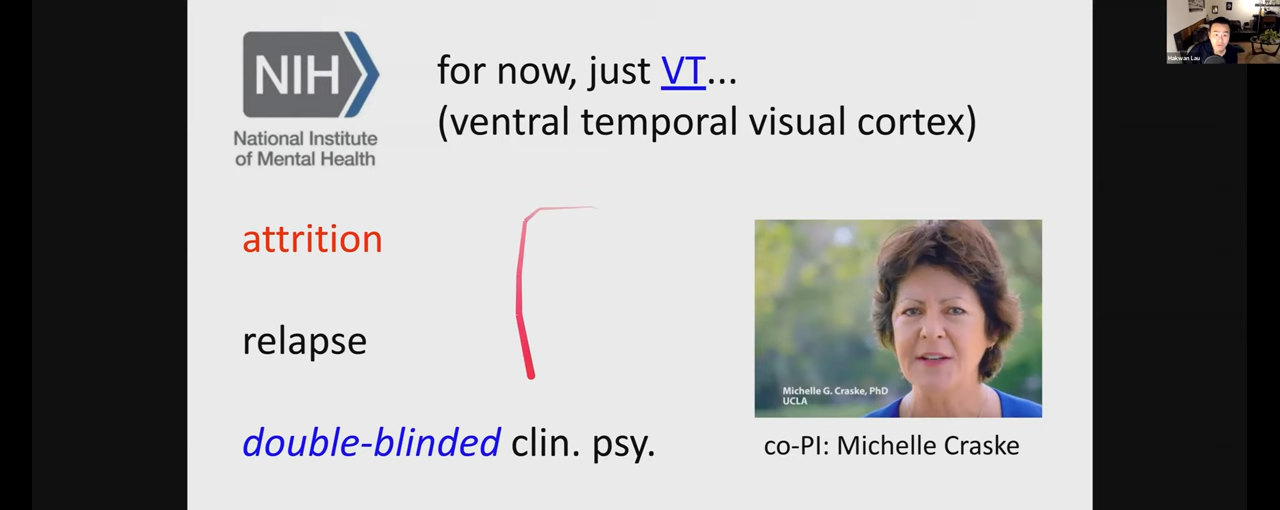 NIH
National Institute
of Mental Health
for now, just VT...
(ventral temporal visual cortex)
attrition
relapse
double-blinded clin. psy.
Michelle G. Craske, PhD
UCLA
co-PI: Michelle Craske
Hakwan Lau